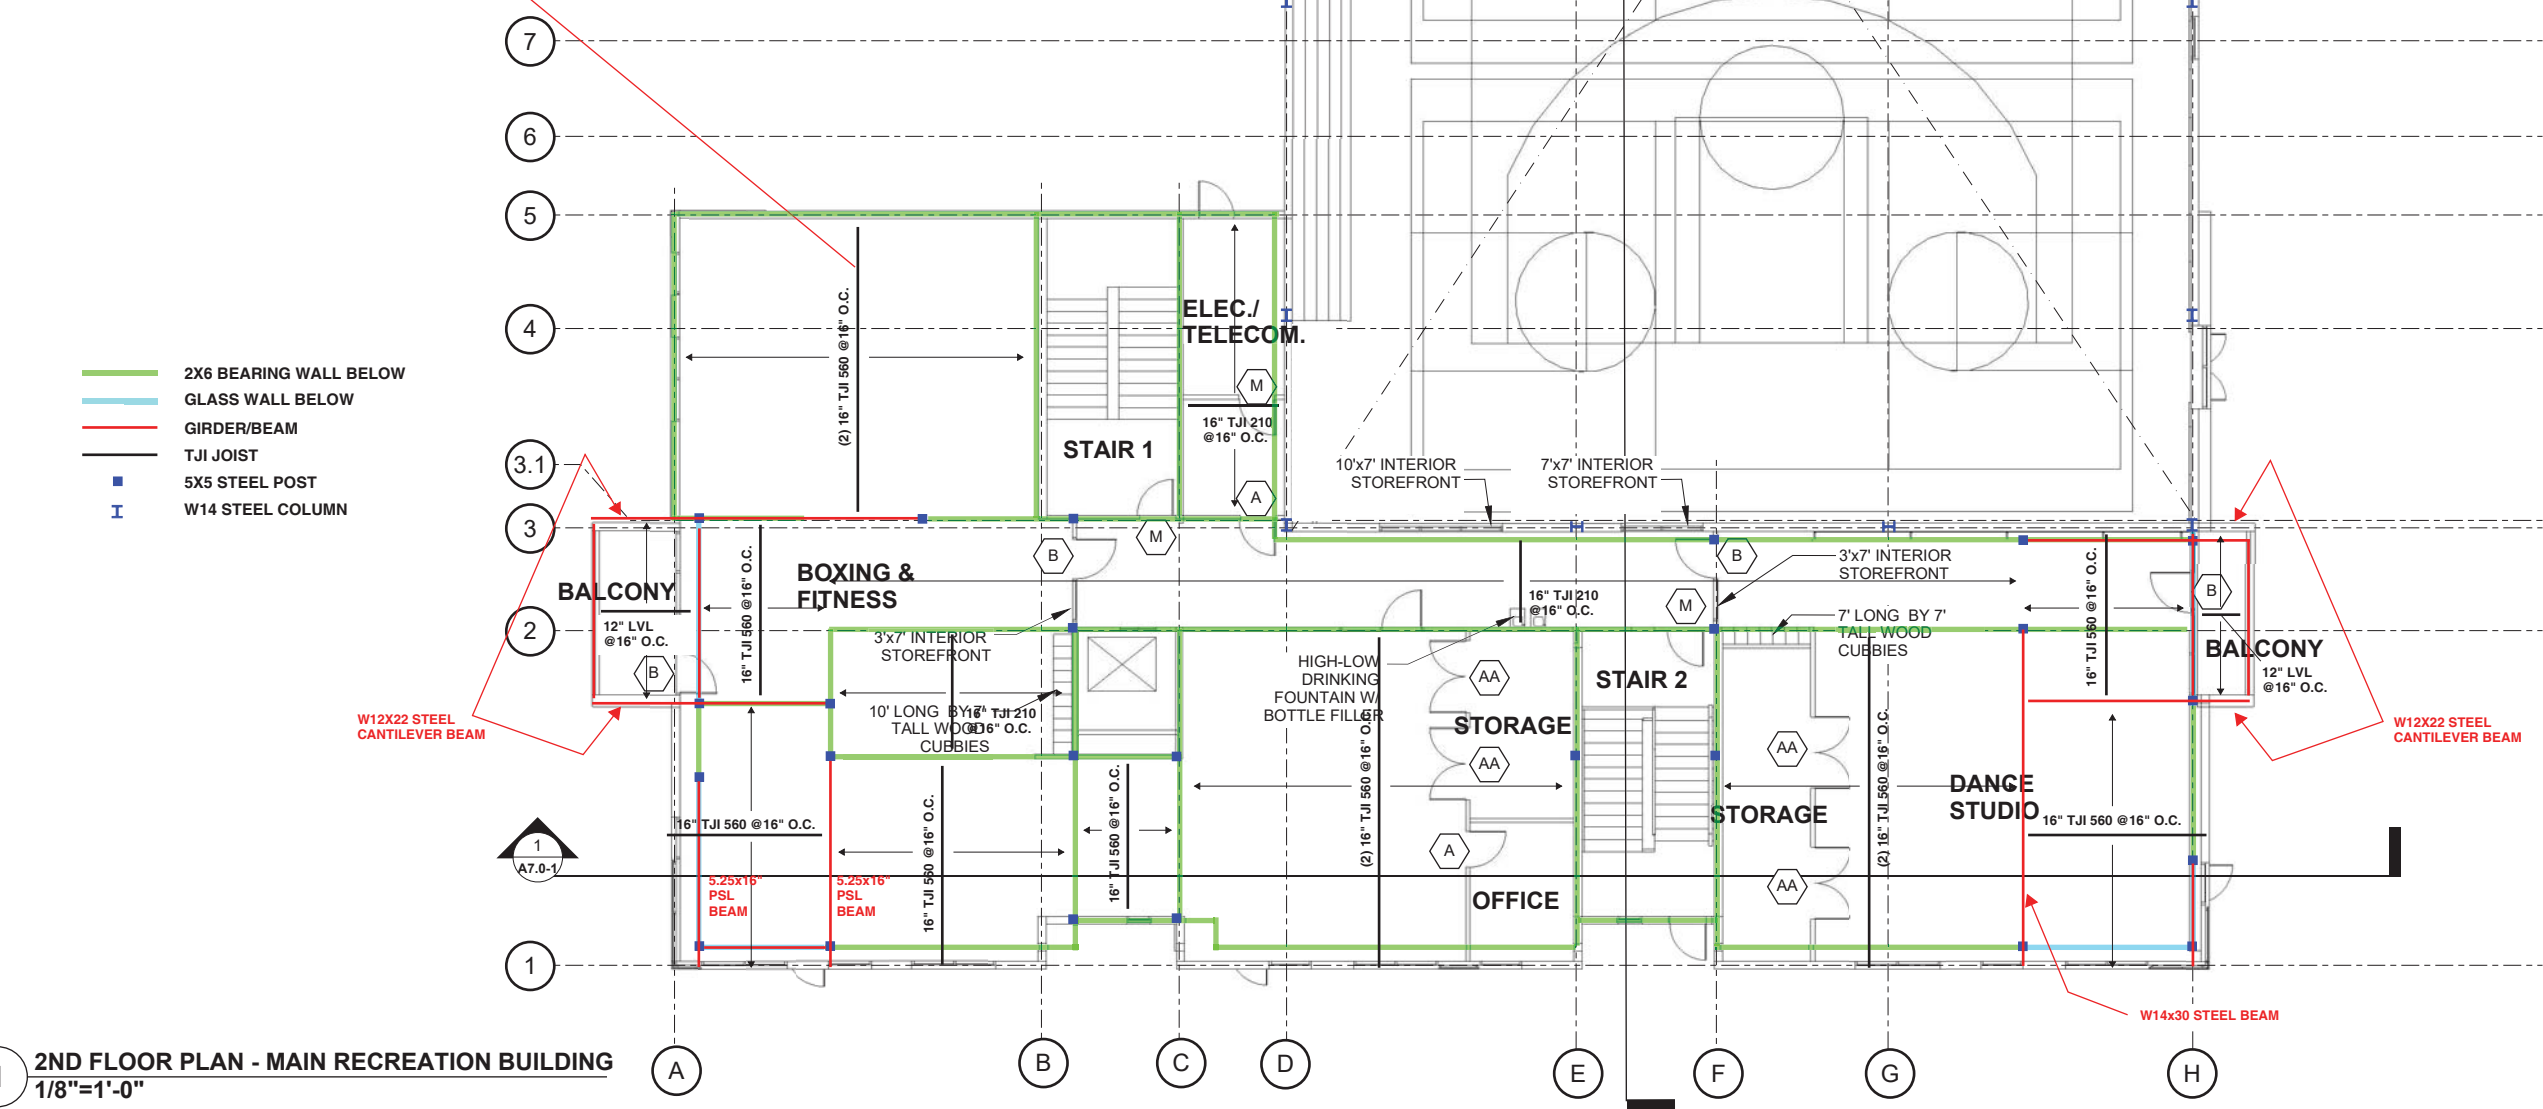 7
6
5
4
3.1
3
2
1
2X6 BEARING WALL BELOW
GLASS WALL BELOW
GIRDER/BEAM
TJI JOIST
5X5 STEEL POST
W14 STEEL COLUMN
(2) 16" TJI 560 @16" O.C.
STAIR 1
ELEC./
TELECOM.
M
16" TJI 210
@16" O.C.
A
M
B
10'x7' INTERIOR
STOREFRONT
7'x7' INTERIOR
STOREFRONT
BALCONY
12" LVL
@16" O.C.
B
W12X22 STEEL
CANTILEVER BEAM
16" TJI 560 @16" O.C.
BOXING &
FITNESS
3'x7' INTERIOR
STOREFRONT
10' LONG BY 7'
TALL WOOD
CUBBIES
16" TJI 210
@16" O.C.
16" TJI 560 @16" O.C.
5.25x16"
PSL
BEAM
5.25x16"
PSL
BEAM
16" TJI 560 @16" O.C.
16" TJI 560 @16" O.C.
HIGH-LOW
DRINKING
FOUNTAIN W/
BOTTLE FILLER
(2) 16" TJI 560 @16" O.C.
16" TJI 210
@16" O.C.
AA
STORAGE
AA
A
OFFICE
M
B
3'x7' INTERIOR
STOREFRONT
7' LONG BY 7'
TALL WOOD
CUBBIES
STAIR 2
AA
STORAGE
AA
(2) 16" TJI 560 @16" O.C.
DANCE
STUDIO
16" TJI 560 @16" O.C.
16" TJI 560 @16" O.C.
B
BALCONY
12" LVL
@16" O.C.
W12X22 STEEL
CANTILEVER BEAM
W14x30 STEEL BEAM
1
A7.0-1
A
B
C
D
E
F
G
H
2ND FLOOR PLAN - MAIN RECREATION BUILDING
1/8"=1'-0"